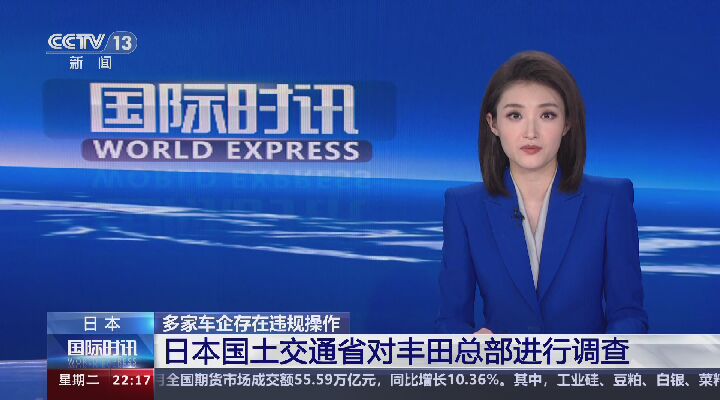 CCTV 13
新闻
国际时讯
WORLD EXPRESS
日本
多家车企存在违规操作
国际时讯
日本国土交通省对丰田总部进行调查
星期二 22:17
月全国期货市场成交额55.59万亿元，同比增长10.36%。其中，工业硅、豆粕、白银、菜粕